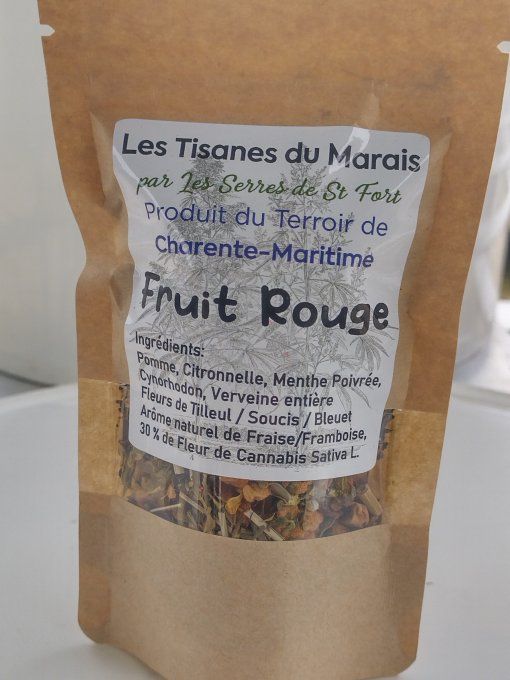 Les Tisanes du Marais
par Les Serres de St Fort
Produit du Terroir de
Charente-Maritime
Fruit Rouge
Ingrédients:
Pomme, Citronnelle, Menthe Poivrée,
Cynorhodon, Verveine entière
Fleurs de Tilleul / Soucis / Bleuet
Arôme naturel de Fraise/Framboise,
30 % de Fleur de Cannabis Sativa L.